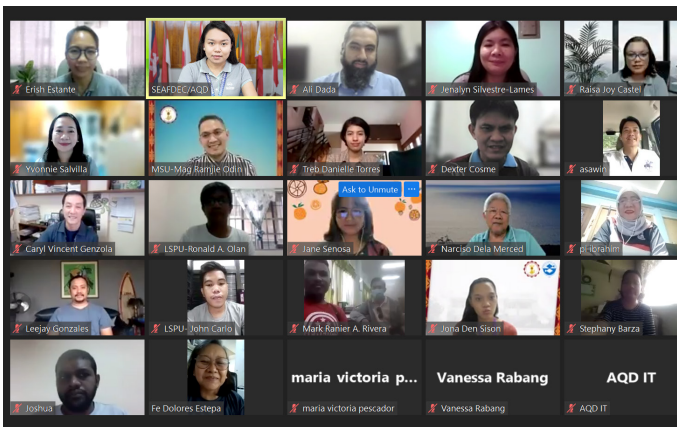 Erish Estante
SEAFDEC/AQD
Ali Dada
Jenalyn Silvestre-Lames
Raisa Joy Castel
Yvonnie Salvilla
MSU-Mag Ramjie Odin
Treb Danielle Torres
Dexter Cosme
asawin
Ask to Unmute ...
Caryl Vincent Genzola
LSPU-Ronald A. Olan
Jane Senosa
Narciso Dela Merced
pi-ibrahim
Leejay Gonzales
LSPU- John Carlo
Mark Ranier A. Rivera
Jona Den Sison
Stephany Barza
maria victoria p...
Vanessa Rabang
AQD IT
Joshua
Fe Dolores Estepa
maria victoria pescador
Vanessa Rabang
AQD IT